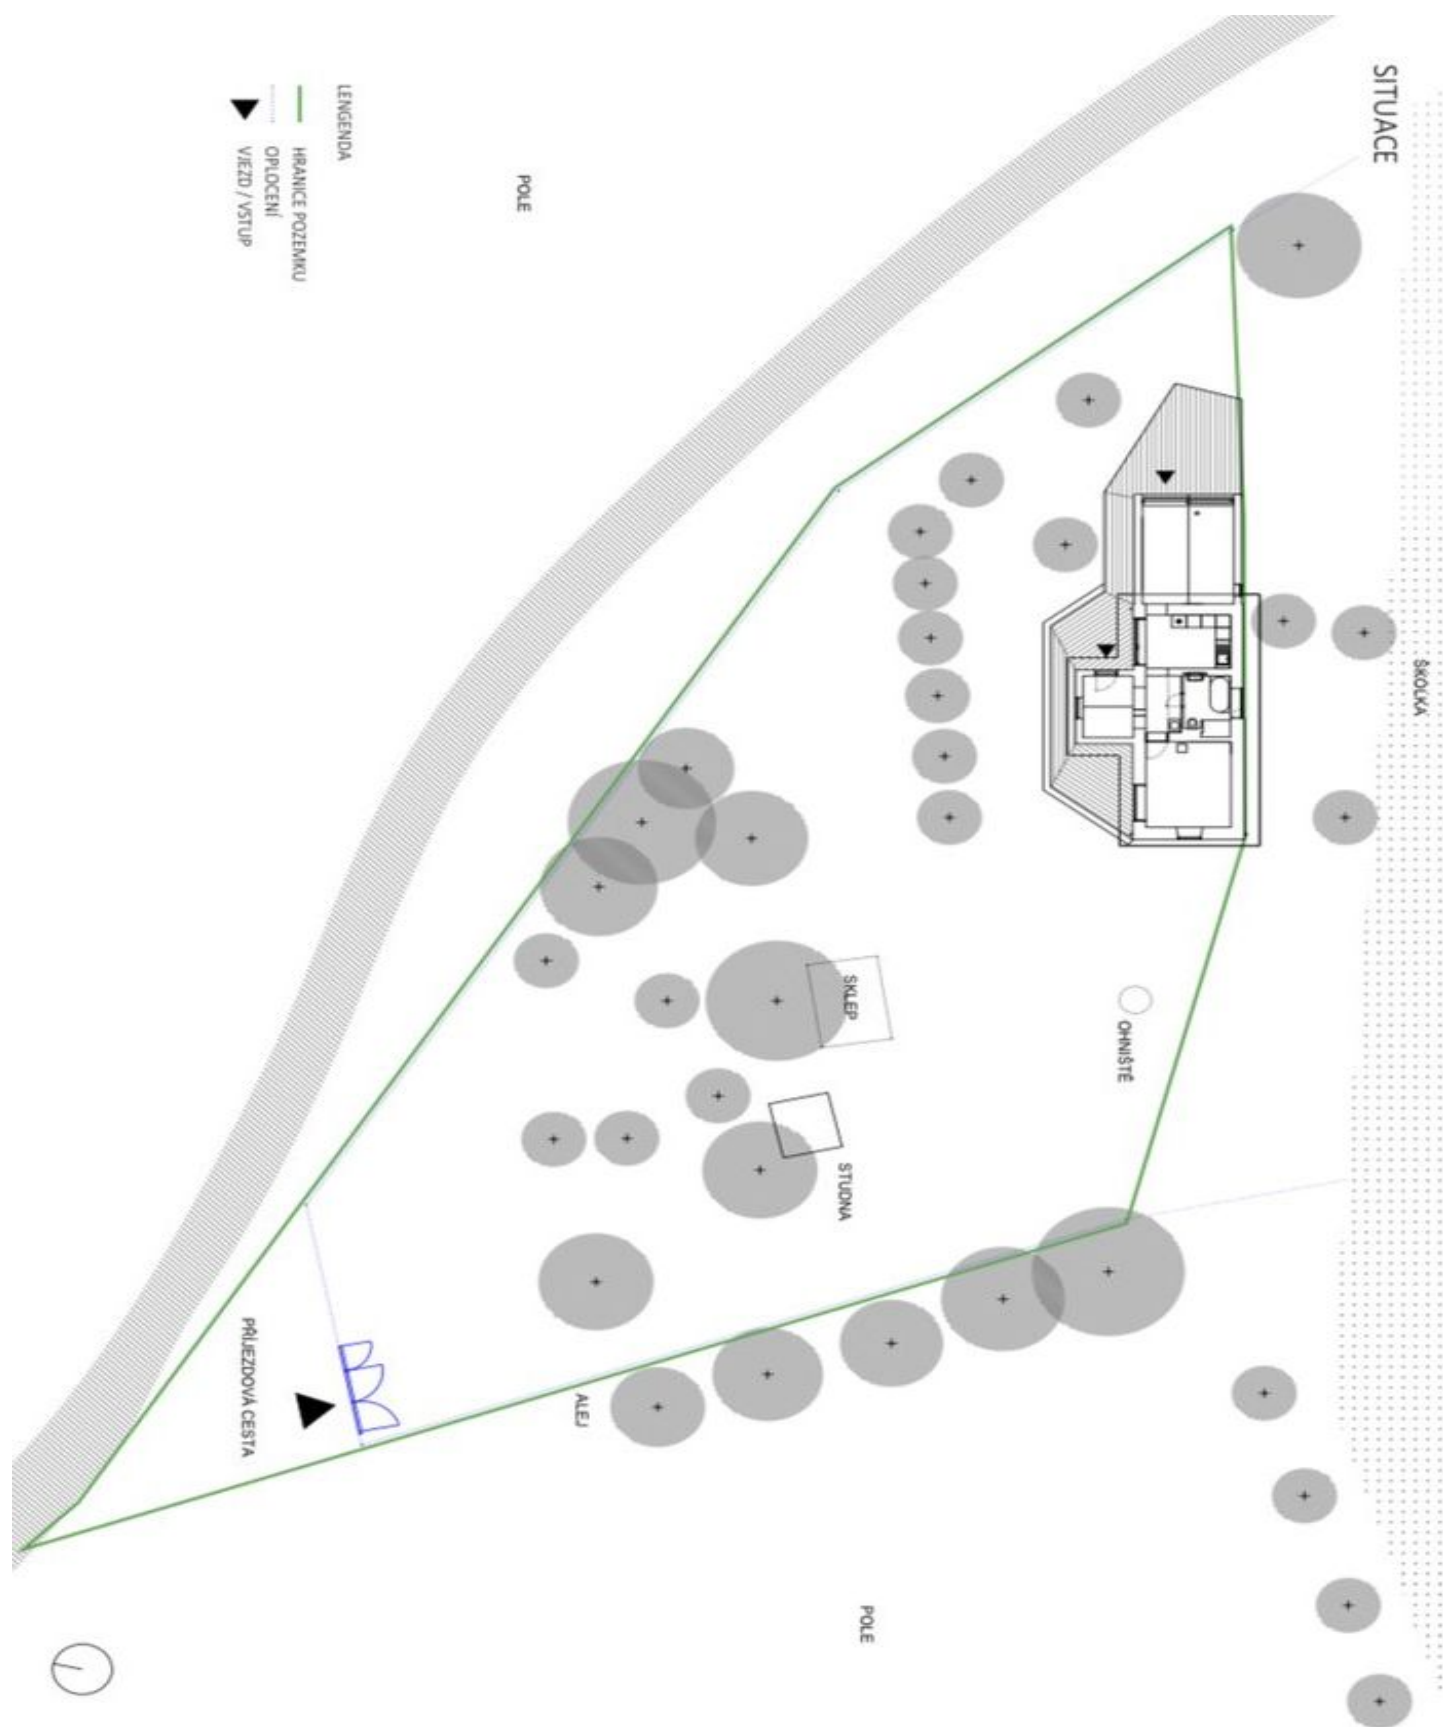 SITUACE
LENGENDA
HRANICE POZEMKU
OPLOCENÍ
VJEZD / VSTUP
POLE
ŠKOLKA
SKLEP
OHNIŠTĚ
STUDNA
PŘÍJEZDOVÁ CESTA
ALEJ
POLE